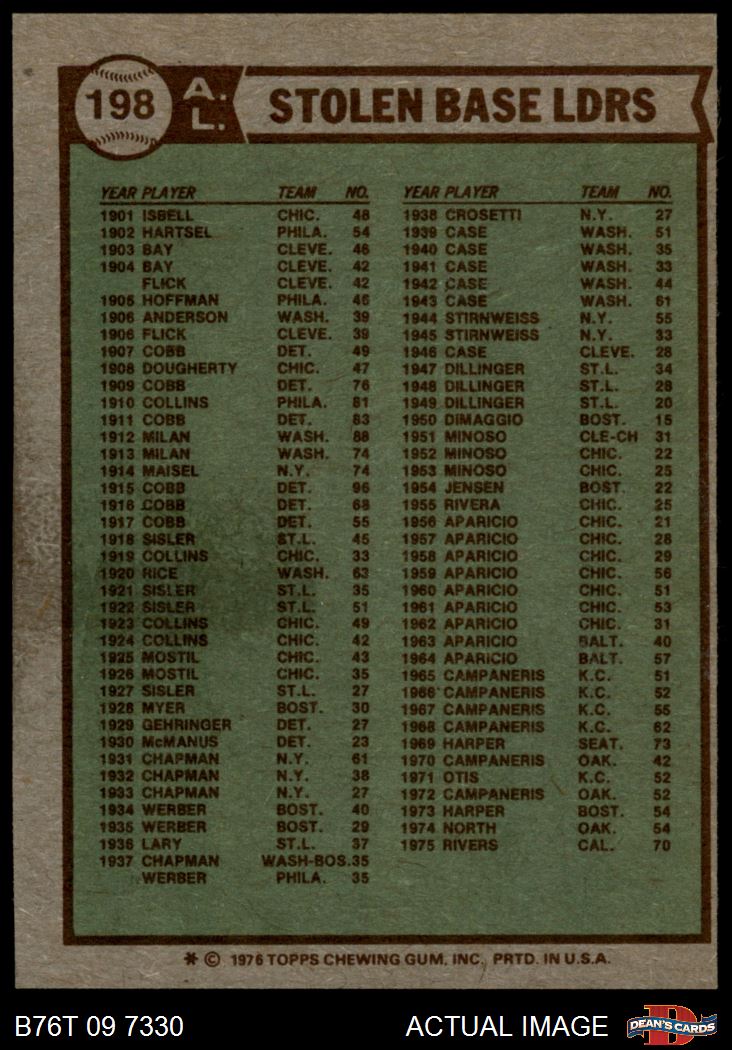 198 A.L. STOLEN BASE LDRS
YEAR PLAYER TEAM NO.
1901 ISBELL CHIC. 48
1902 HARTSEL PHILA. 54
1903 BAY CLEVE. 46
1904 BAY CLEVE. 42
FLICK CLEVE. 42
1905 HOFFMAN PHILA. 46
1906 ANDERSON WASH. 39
1906 FLICK CLEVE. 39
1907 COBB DET. 49
1908 DOUGHERTY CHIC. 47
1909 COBB DET. 76
1910 COLLINS PHILA. 81
1911 COBB DET. 83
1912 MILAN WASH. 88
1913 MILAN WASH. 74
1914 MAISEL N.Y. 74
1915 COBB DET. 96
1916 COBB DET. 68
1917 COBB DET. 55
1918 SISLER ST.L. 45
1919 COLLINS CHIC. 33
1920 RICE WASH. 63
1921 SISLER ST.L. 35
1922 SISLER ST.L. 51
1923 COLLINS CHIC. 49
1924 COLLINS CHIC. 42
1925 MOSTIL CHIC. 43
1926 MOSTIL CHIC. 35
1927 SISLER ST.L. 27
1928 MYER BOST. 30
1929 GEHRINGER DET. 27
1930 McMANUS DET. 23
1931 CHAPMAN N.Y. 61
1932 CHAPMAN N.Y. 38
1933 CHAPMAN N.Y. 27
1934 WERBER BOST. 40
1935 WERBER BOST. 29
1936 LARY ST.L. 37
1937 CHAPMAN WASH-BOS. 35
WERBER PHILA. 35
YEAR PLAYER TEAM NO.
1938 CROSETTI N.Y. 27
1939 CASE WASH. 51
1940 CASE WASH. 35
1941 CASE WASH. 33
1942 CASE WASH. 44
1943 CASE WASH. 61
1944 STIRNWEISS N.Y. 55
1945 STIRNWEISS N.Y. 33
1946 CASE CLEVE. 28
1947 DILLINGER ST.L. 34
1948 DILLINGER ST.L. 28
1949 DILLINGER ST.L. 20
1950 DIMAGGIO BOST. 15
1951 MINOSO CLE-CH 31
1952 MINOSO CHIC. 22
1953 MINOSO CHIC. 25
1954 JENSEN BOST. 22
1955 RIVERA CHIC. 25
1956 APARICIO CHIC. 21
1957 APARICIO CHIC. 28
1958 APARICIO CHIC. 29
1959 APARICIO CHIC. 56
1960 APARICIO CHIC. 51
1961 APARICIO CHIC. 53
1962 APARICIO CHIC. 31
1963 APARICIO BALT. 40
1964 APARICIO BALT. 57
1965 CAMPANERIS K.C. 51
1966 CAMPANERIS K.C. 52
1967 CAMPANERIS K.C. 55
1968 CAMPANERIS K.C. 62
1969 HARPER SEAT. 73
1970 CAMPANERIS OAK. 42
1971 OTIS K.C. 52
1972 CAMPANERIS OAK. 52
1973 HARPER BOST. 54
1974 NORTH OAK. 54
1975 RIVERS CAL. 70
* © 1976 TOPPS CHEWING GUM, INC. PRTD. IN U.S.A.
B76T 09 7330 ACTUAL IMAGE DEAN'S CARDS